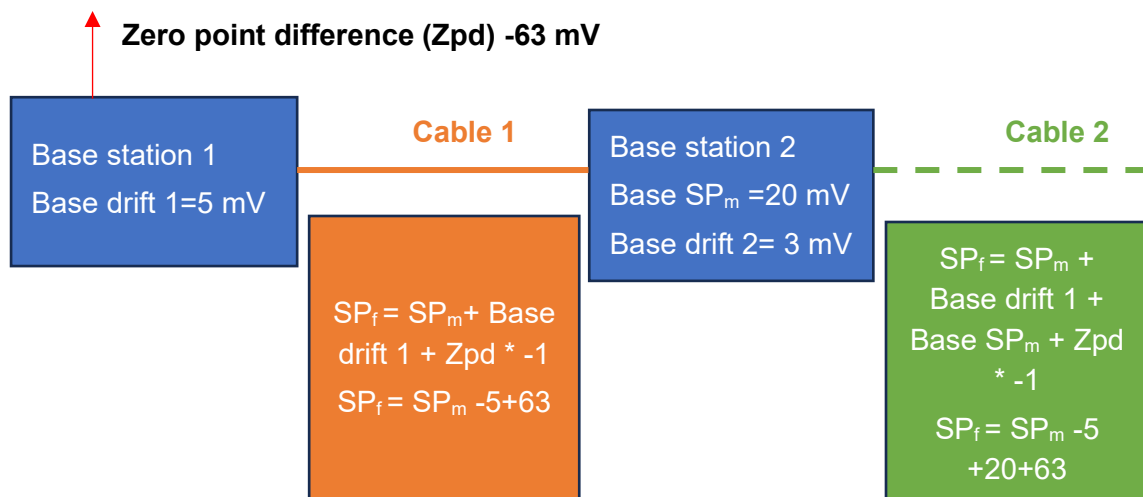 Zero point difference (Zpd) -63 mV
Base station 1
Base drift 1=5 mV
Cable 1
Base station 2
Base SPₘ =20 mV
Base drift 2= 3 mV
Cable 2
SPf = SPₘ+ Base
drift 1 + Zpd * -1
SPf = SPₘ -5+63
SPf = SPₘ +
Base drift 1 +
Base SPₘ + Zpd
* -1
SPf = SPₘ -5
+20+63